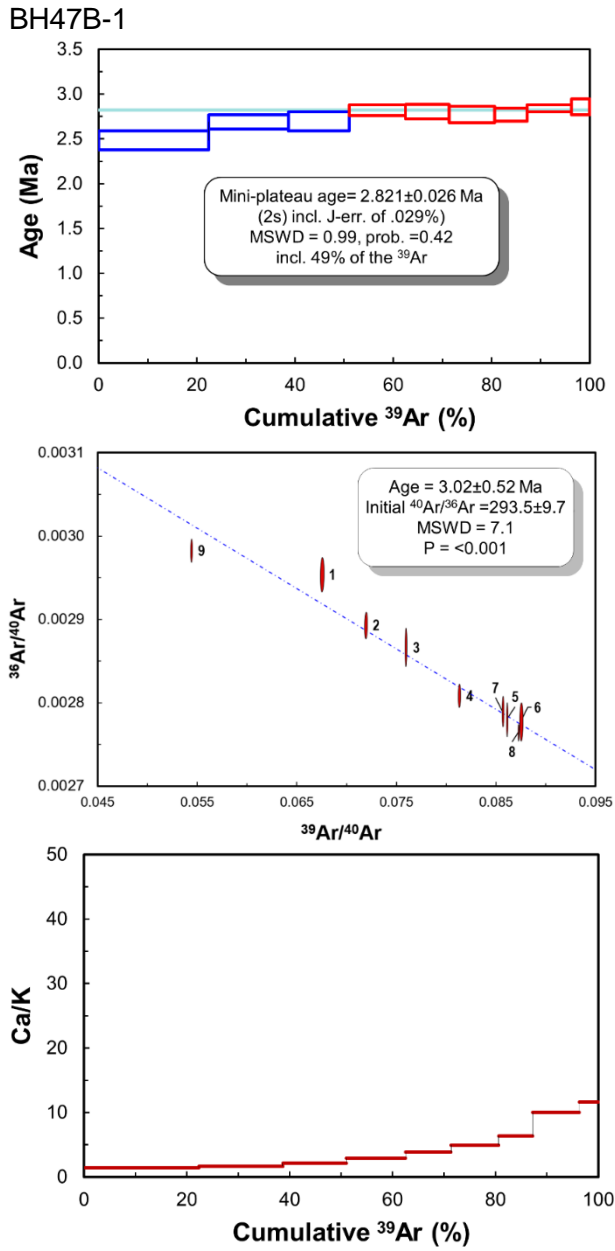 BH47B-1
3.5
3.0
2.5
2.0
1.5
1.0
0.5
0.0
Age (Ma)
Mini-plateau age= 2.821±0.026 Ma
(2s) incl. J-err. of .029%)
MSWD = 0.99, prob. =0.42
incl. 49% of the ³⁹Ar
0 20 40 60 80 100
Cumulative ³⁹Ar (%)
0.0031
0.0030
0.0029
0.0028
0.0027
³⁶Ar/⁴⁰Ar
Age = 3.02±0.52 Ma
Initial ⁴⁰Ar/³⁶Ar =293.5±9.7
MSWD = 7.1
P = <0.001
9
1
2
3
4
7 5 6
8
0.045 0.055 0.065 0.075 0.085 0.095
³⁹Ar/⁴⁰Ar
50
40
30
20
10
0
Ca/K
0 20 40 60 80 100
Cumulative ³⁹Ar (%)